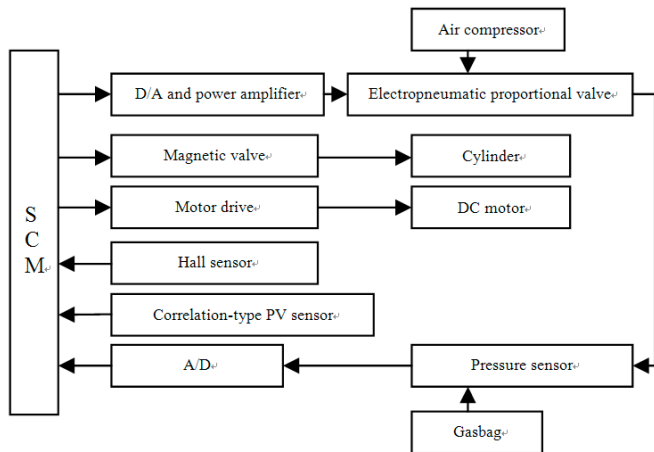 Air compressor
D/A and power amplifier
Electropneumatic proportional valve
Magnetic valve
Cylinder
Motor drive
DC motor
S
C
M
Hall sensor
Correlation-type PV sensor
A/D
Pressure sensor
Gasbag